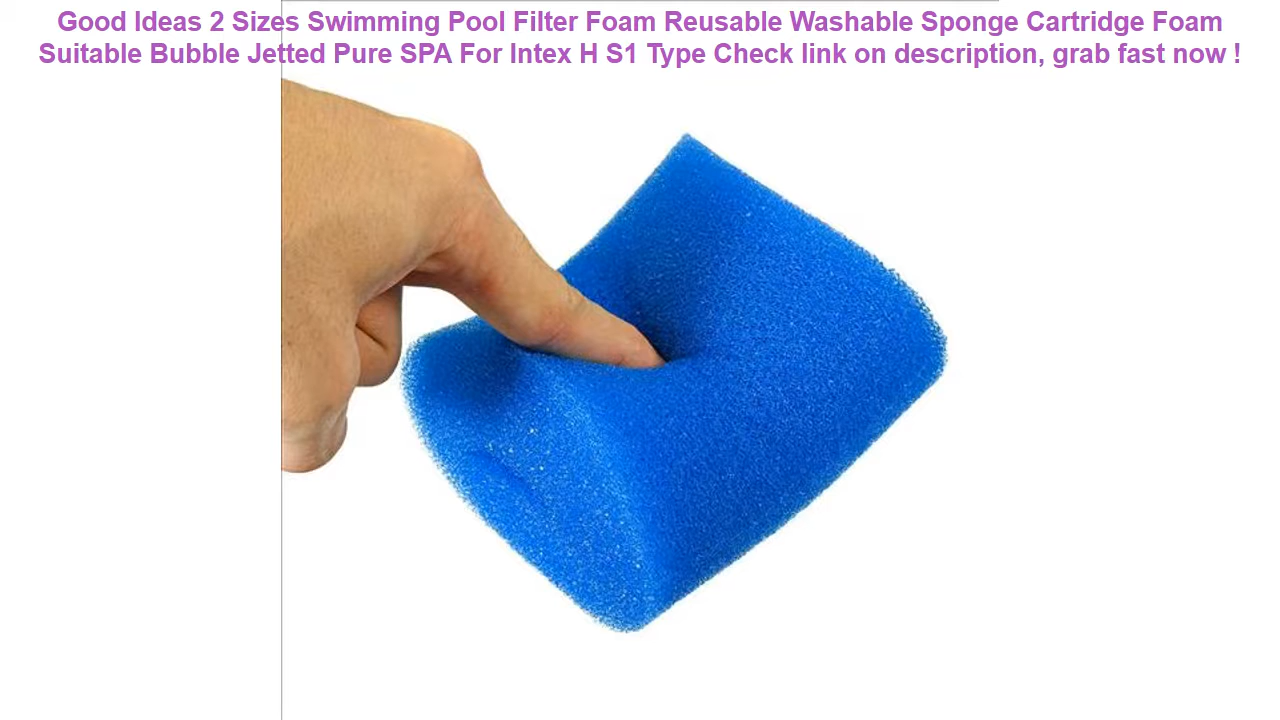 Good Ideas 2 Sizes Swimming Pool Filter Foam Reusable Washable Sponge Cartridge Foam
Suitable Bubble Jetted Pure SPA For Intex H S1 Type Check link on description, grab fast now !